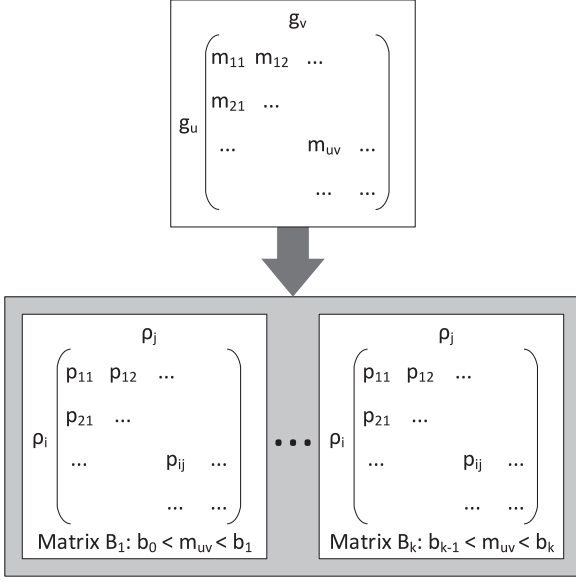 gᵥ
m₁₁ m₁₂ ...
m₂₁ ...
gᵤ
... mᵤᵥ ...
... ...
ρⱼ
p₁₁ p₁₂ ...
p₂₁ ...
ρᵢ
... pᵢⱼ ...
... ...
Matrix B₁: b₀ < mᵤᵥ < b₁
...
ρⱼ
p₁₁ p₁₂ ...
p₂₁ ...
ρᵢ
... pᵢⱼ ...
... ...
Matrix Bₖ: bₖ₋₁ < mᵤᵥ < bₖ